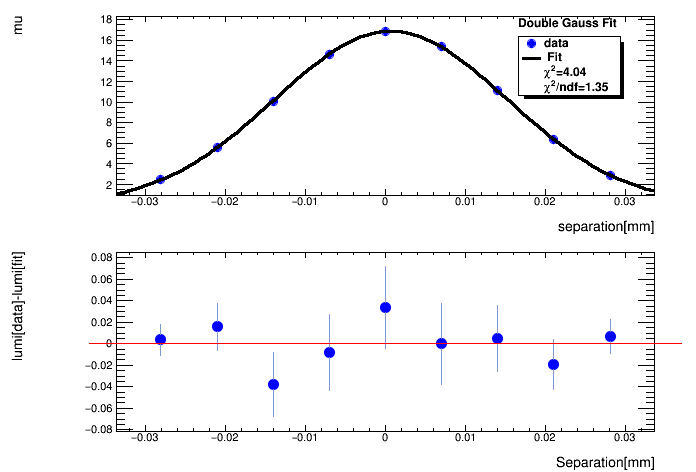 mu
Double Gauss Fit
data
Fit
χ²=4.04
χ²/ndf=1.35
18
16
14
12
10
8
6
4
2
−0.03 −0.02 −0.01 0 0.01 0.02 0.03
separation[mm]
lumi[data]-lumi[fit]
0.08
0.06
0.04
0.02
0
−0.02
−0.04
−0.06
−0.08
−0.03 −0.02 −0.01 0 0.01 0.02 0.03
Separation[mm]